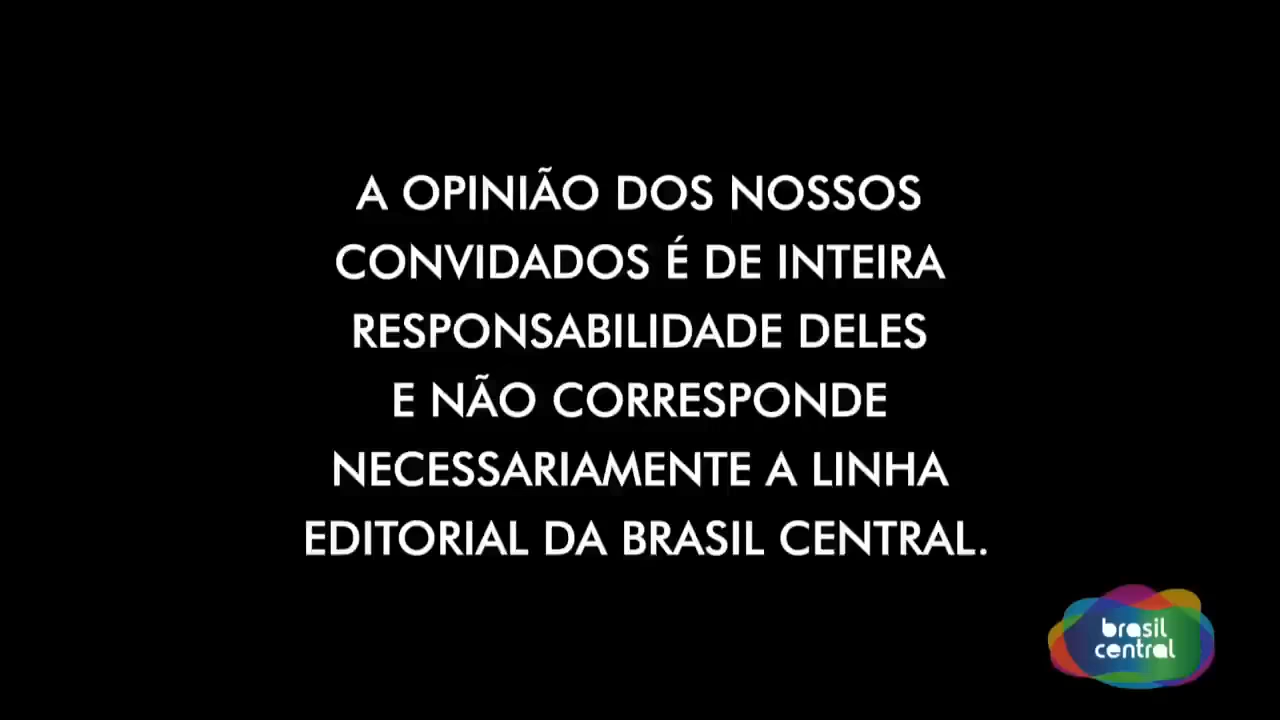 A OPINIÃO DOS NOSSOS
CONVIDADOS É DE INTEIRA
RESPONSABILIDADE DELES
E NÃO CORRESPONDE
NECESSARIAMENTE A LINHA
EDITORIAL DA BRASIL CENTRAL.
brasil
central